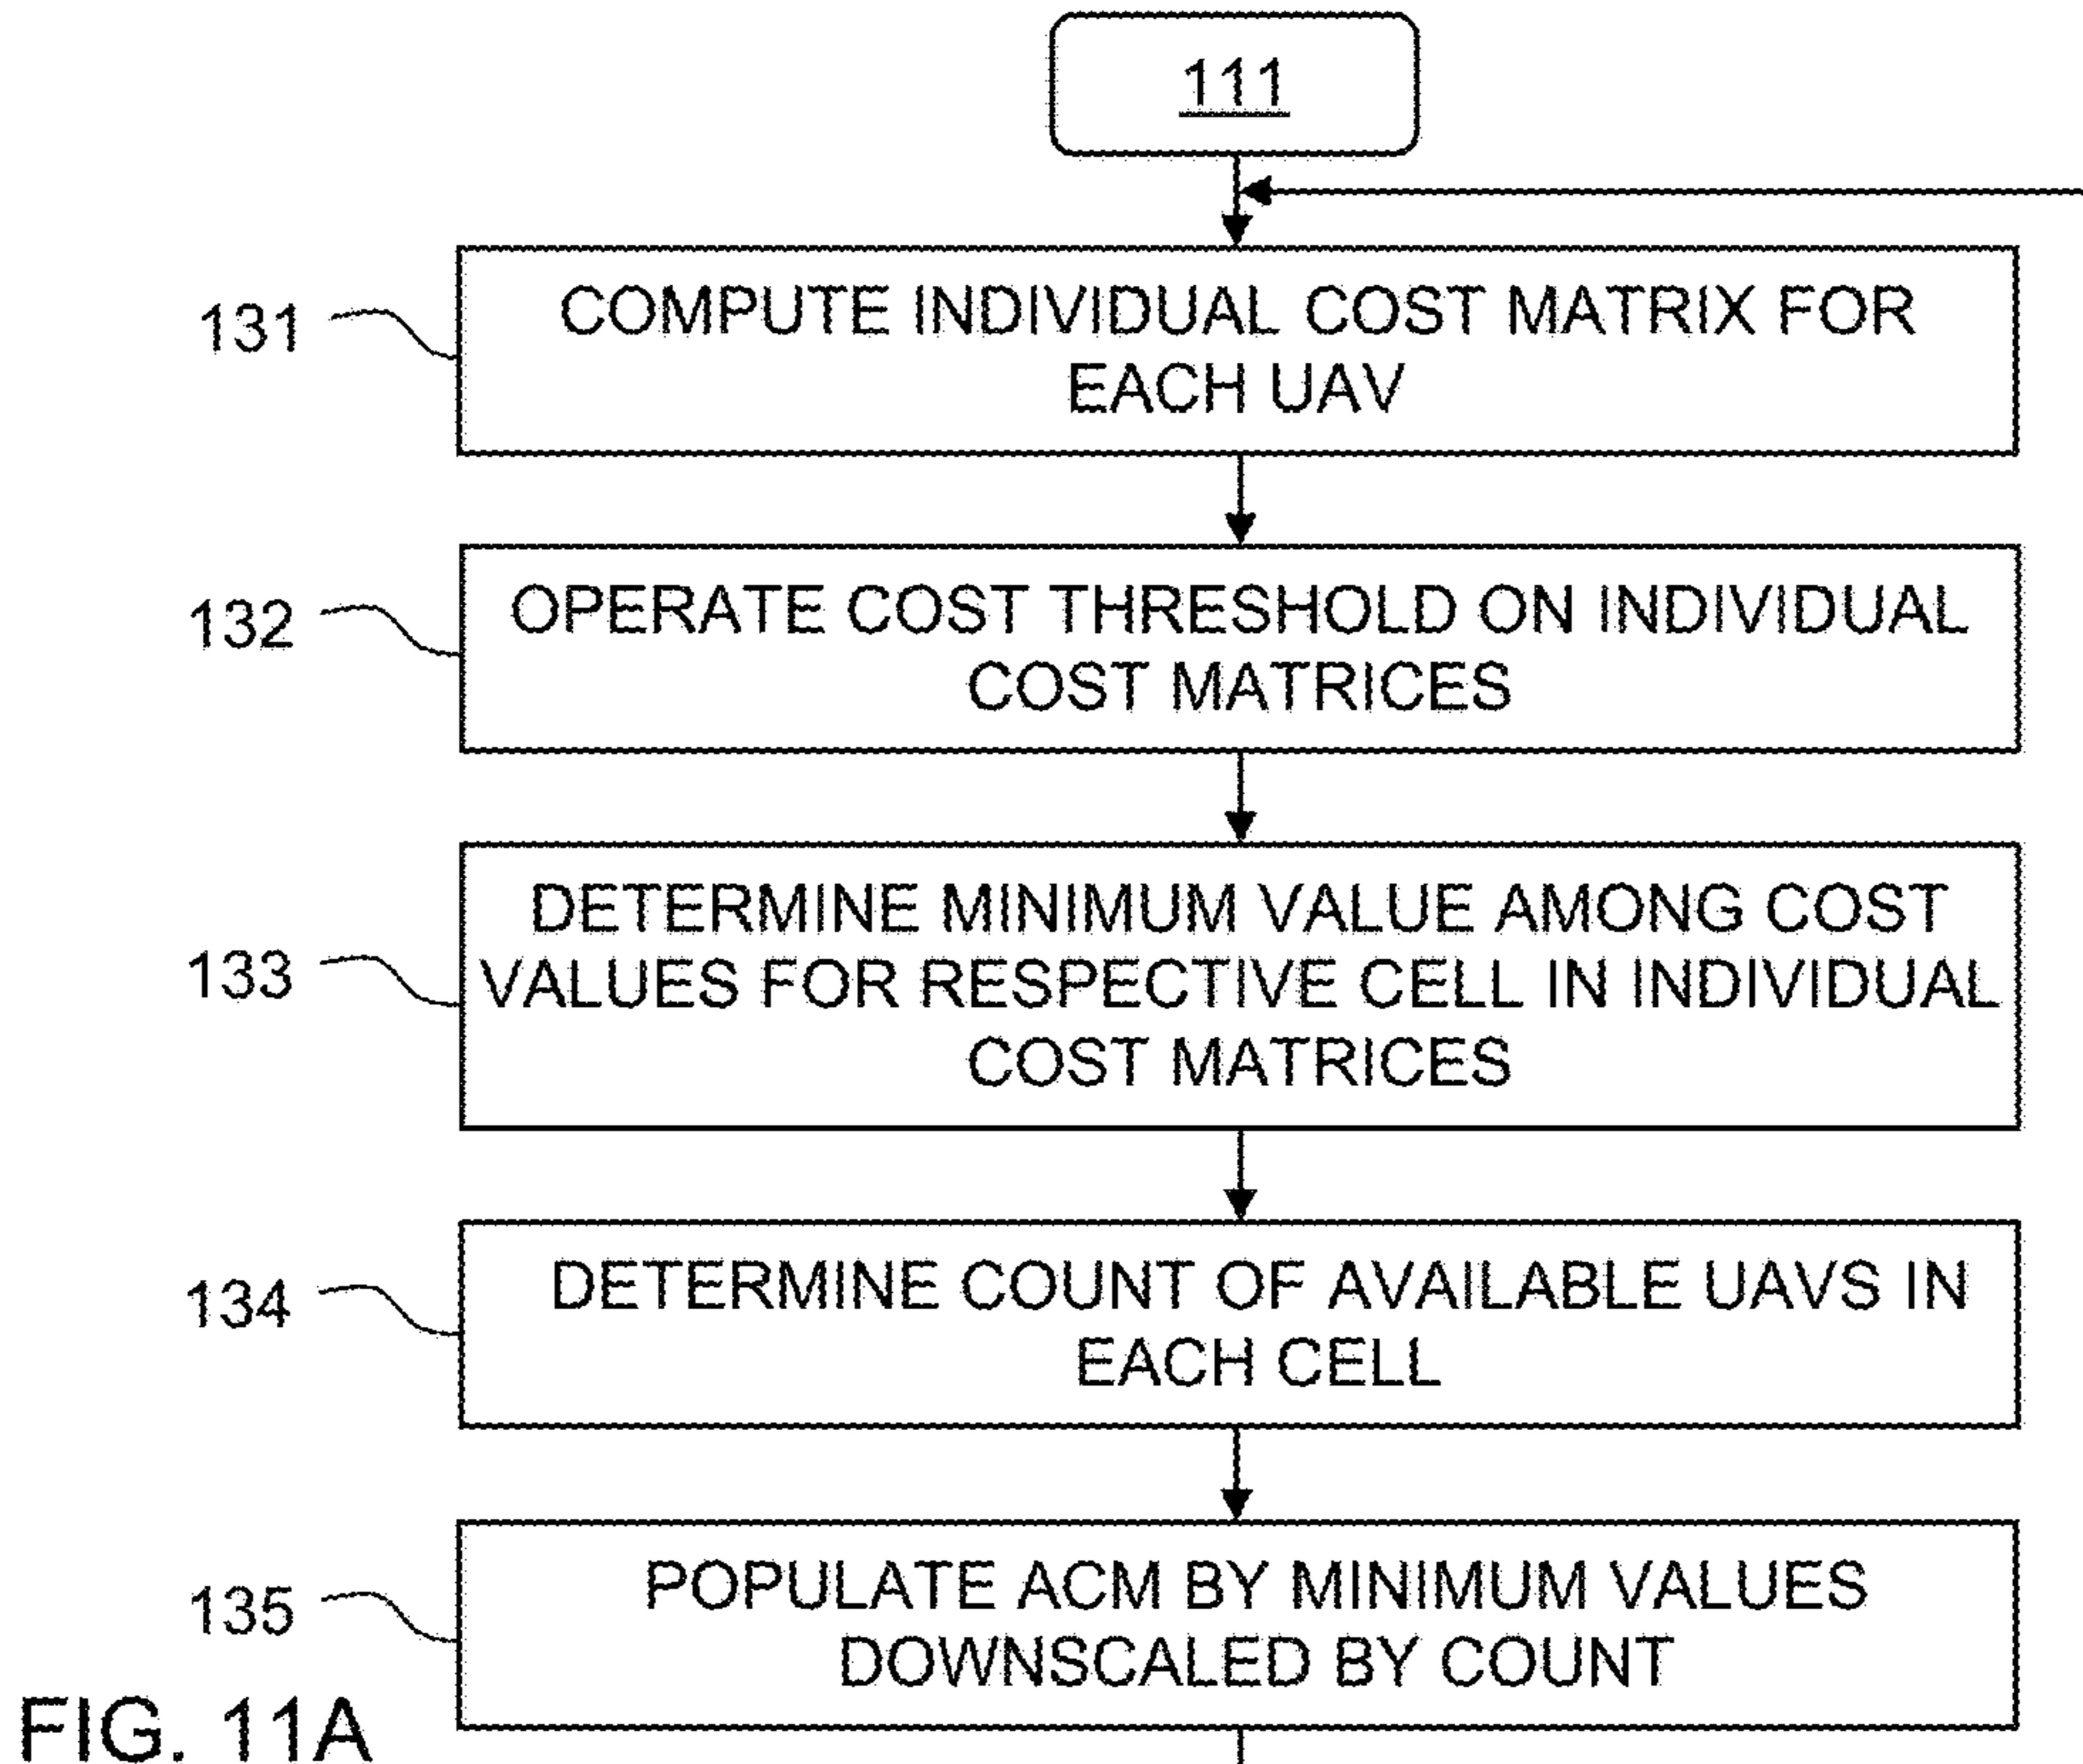 111
131
COMPUTE INDIVIDUAL COST MATRIX FOR
EACH UAV
132
OPERATE COST THRESHOLD ON INDIVIDUAL
COST MATRICES
133
DETERMINE MINIMUM VALUE AMONG COST
VALUES FOR RESPECTIVE CELL IN INDIVIDUAL
COST MATRICES
134
DETERMINE COUNT OF AVAILABLE UAVS IN
EACH CELL
135
POPULATE ACM BY MINIMUM VALUES
DOWNSCALED BY COUNT
FIG. 11A